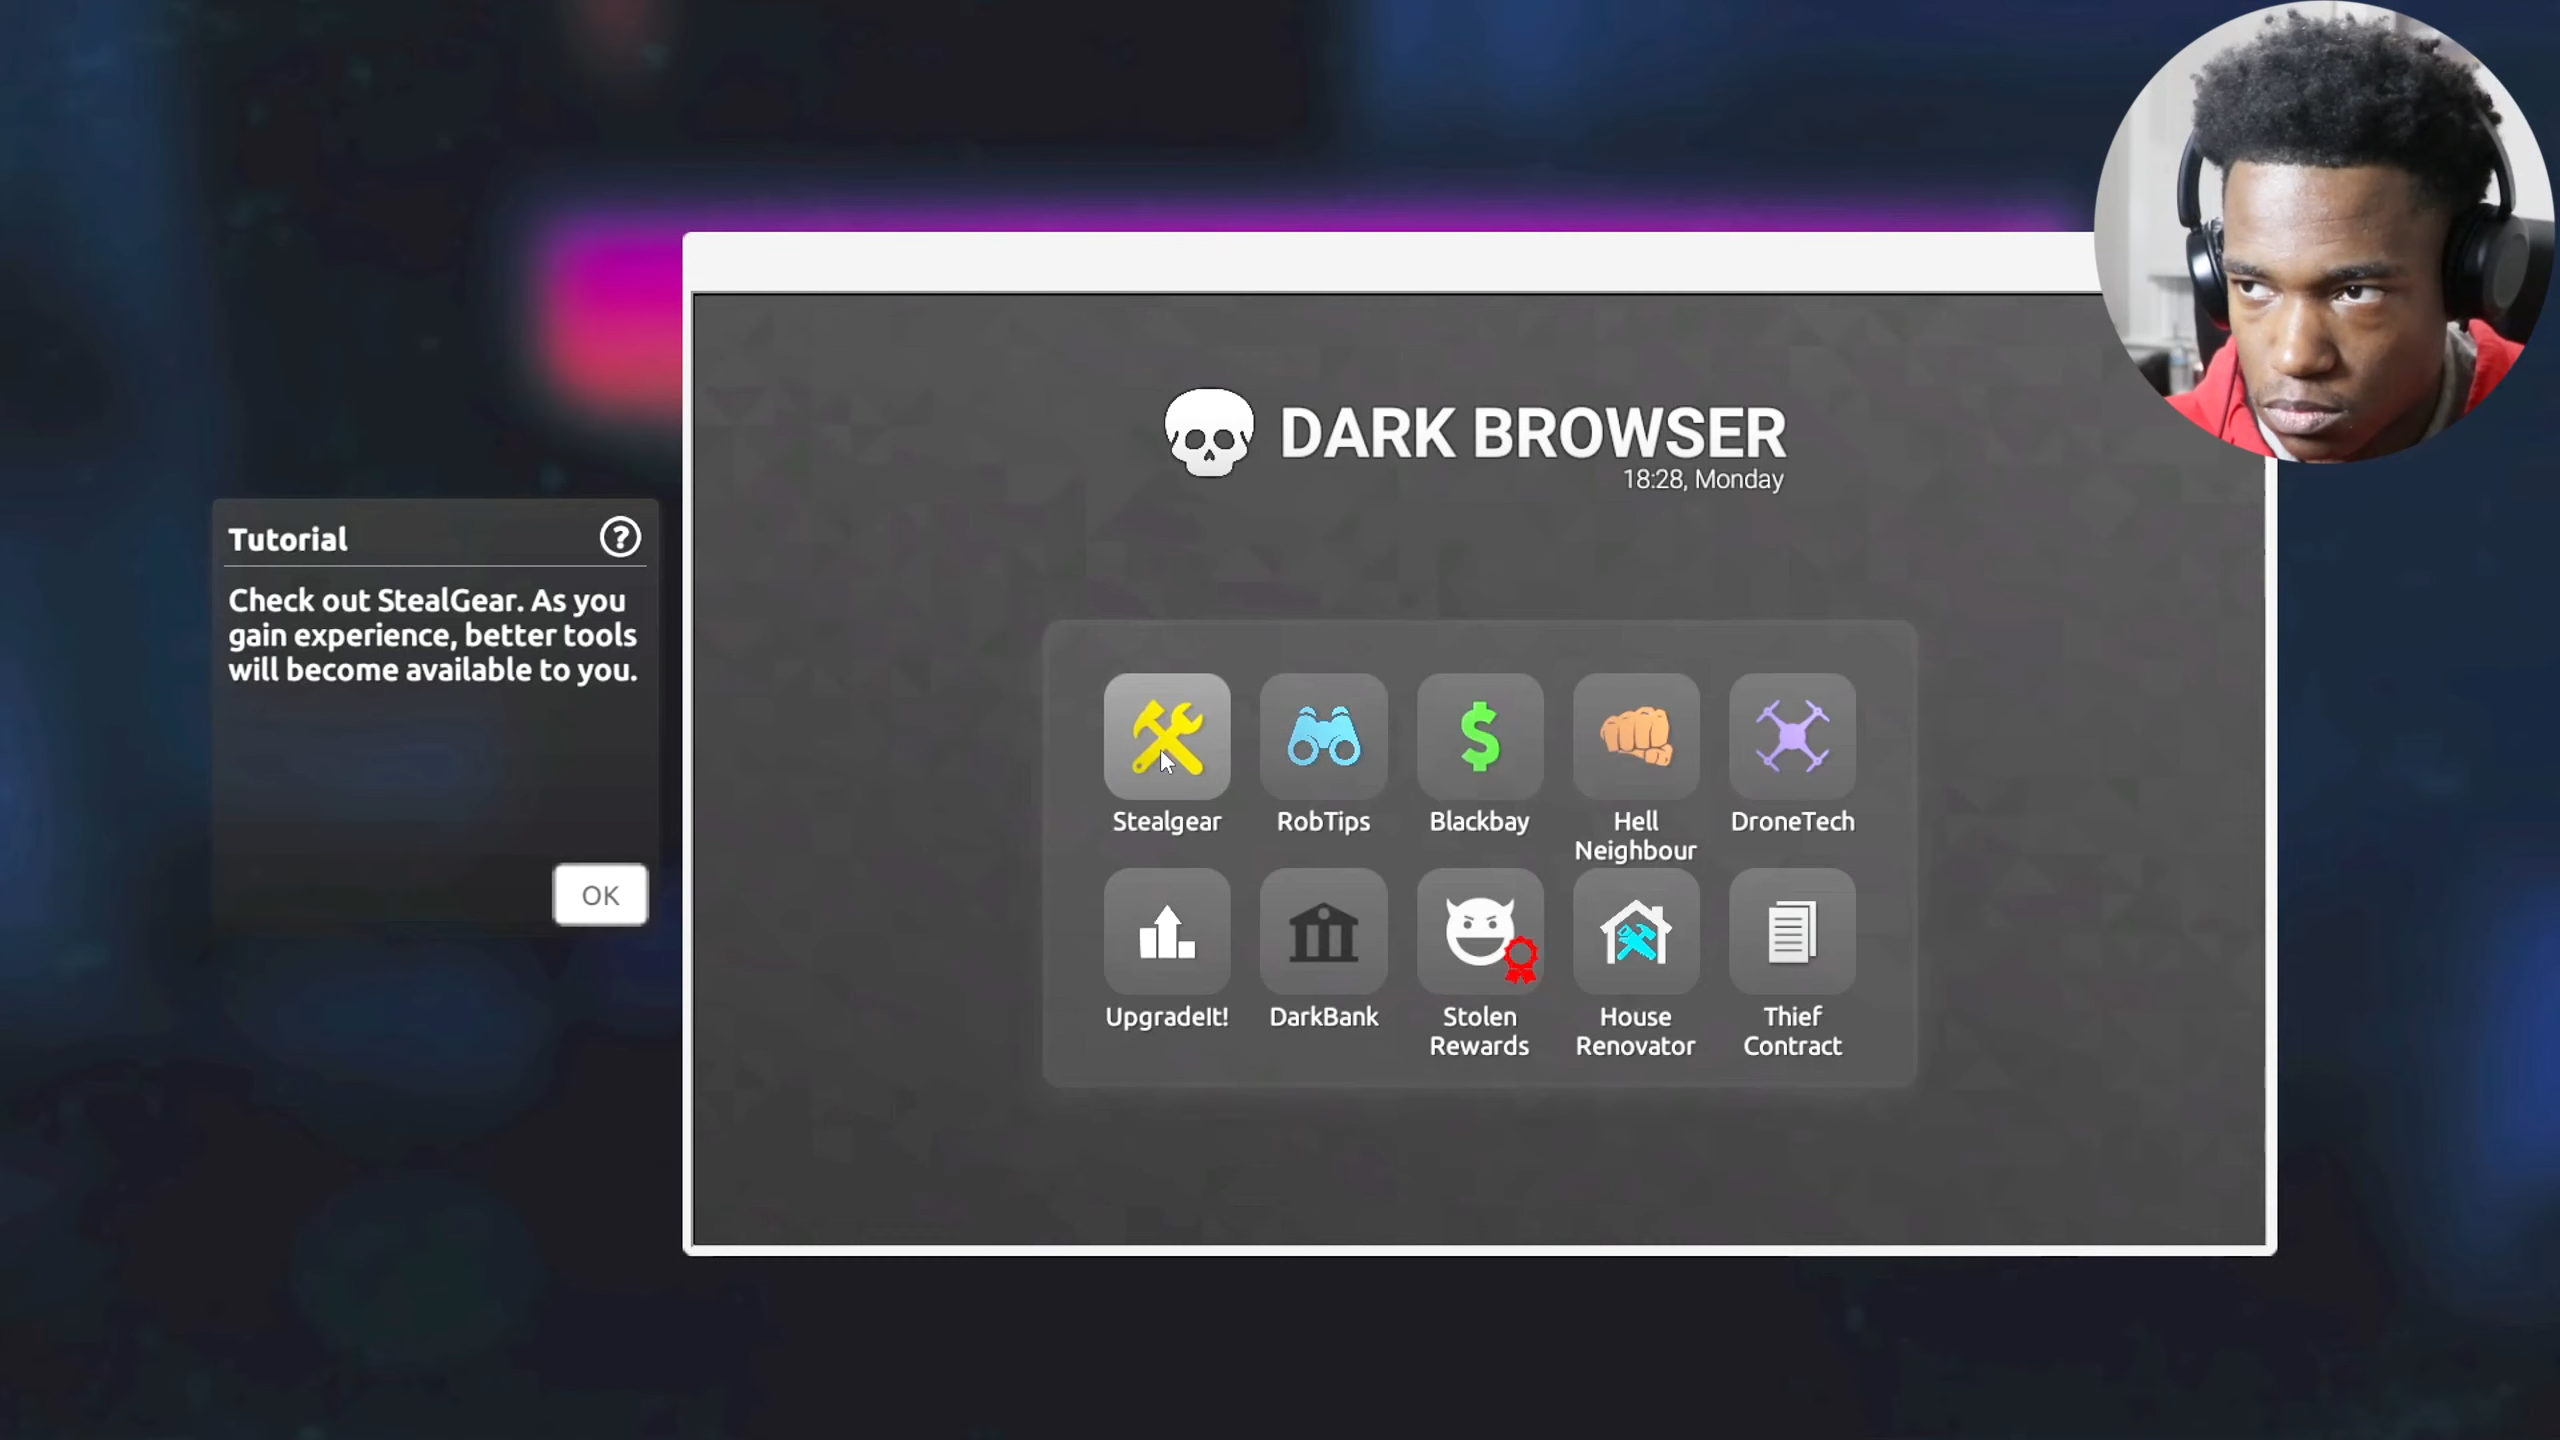 DARK BROWSER
18:28, Monday
Tutorial
?
Check out StealGear. As you
gain experience, better tools
will become available to you.
OK
Stealgear
RobTips
Blackbay
Hell
Neighbour
DroneTech
UpgradeIt!
DarkBank
Stolen
Rewards
House
Renovator
Thief
Contract